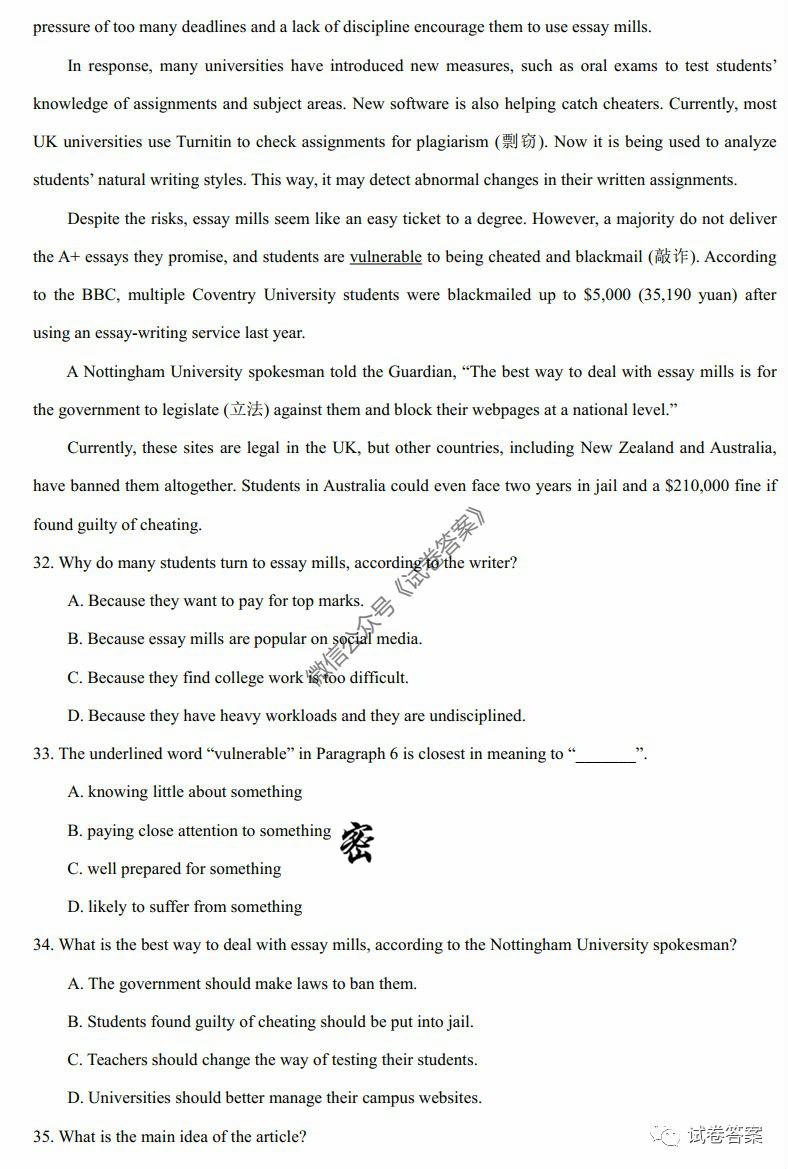 pressure of too many deadlines and a lack of discipline encourage them to use essay mills.
In response, many universities have introduced new measures, such as oral exams to test students’
knowledge of assignments and subject areas. New software is also helping catch cheaters. Currently, most
UK universities use Turnitin to check assignments for plagiarism (剽窃). Now it is being used to analyze
students’ natural writing styles. This way, it may detect abnormal changes in their written assignments.
Despite the risks, essay mills seem like an easy ticket to a degree. However, a majority do not deliver
the A+ essays they promise, and students are vulnerable to being cheated and blackmail (敲诈). According
to the BBC, multiple Coventry University students were blackmailed up to $5,000 (35,190 yuan) after
using an essay-writing service last year.
A Nottingham University spokesman told the Guardian, “The best way to deal with essay mills is for
the government to legislate (立法) against them and block their webpages at a national level.”
Currently, these sites are legal in the UK, but other countries, including New Zealand and Australia,
have banned them altogether. Students in Australia could even face two years in jail and a $210,000 fine if
found guilty of cheating.
32. Why do many students turn to essay mills, according to the writer?
A. Because they want to pay for top marks.
B. Because essay mills are popular on social media.
C. Because they find college work is too difficult.
D. Because they have heavy workloads and they are undisciplined.
微信公众号《试卷答案》
33. The underlined word “vulnerable” in Paragraph 6 is closest in meaning to “_______”.
A. knowing little about something
B. paying close attention to something
密
C. well prepared for something
D. likely to suffer from something
34. What is the best way to deal with essay mills, according to the Nottingham University spokesman?
A. The government should make laws to ban them.
B. Students found guilty of cheating should be put into jail.
C. Teachers should change the way of testing their students.
D. Universities should better manage their campus websites.
35. What is the main idea of the article?
试卷答案